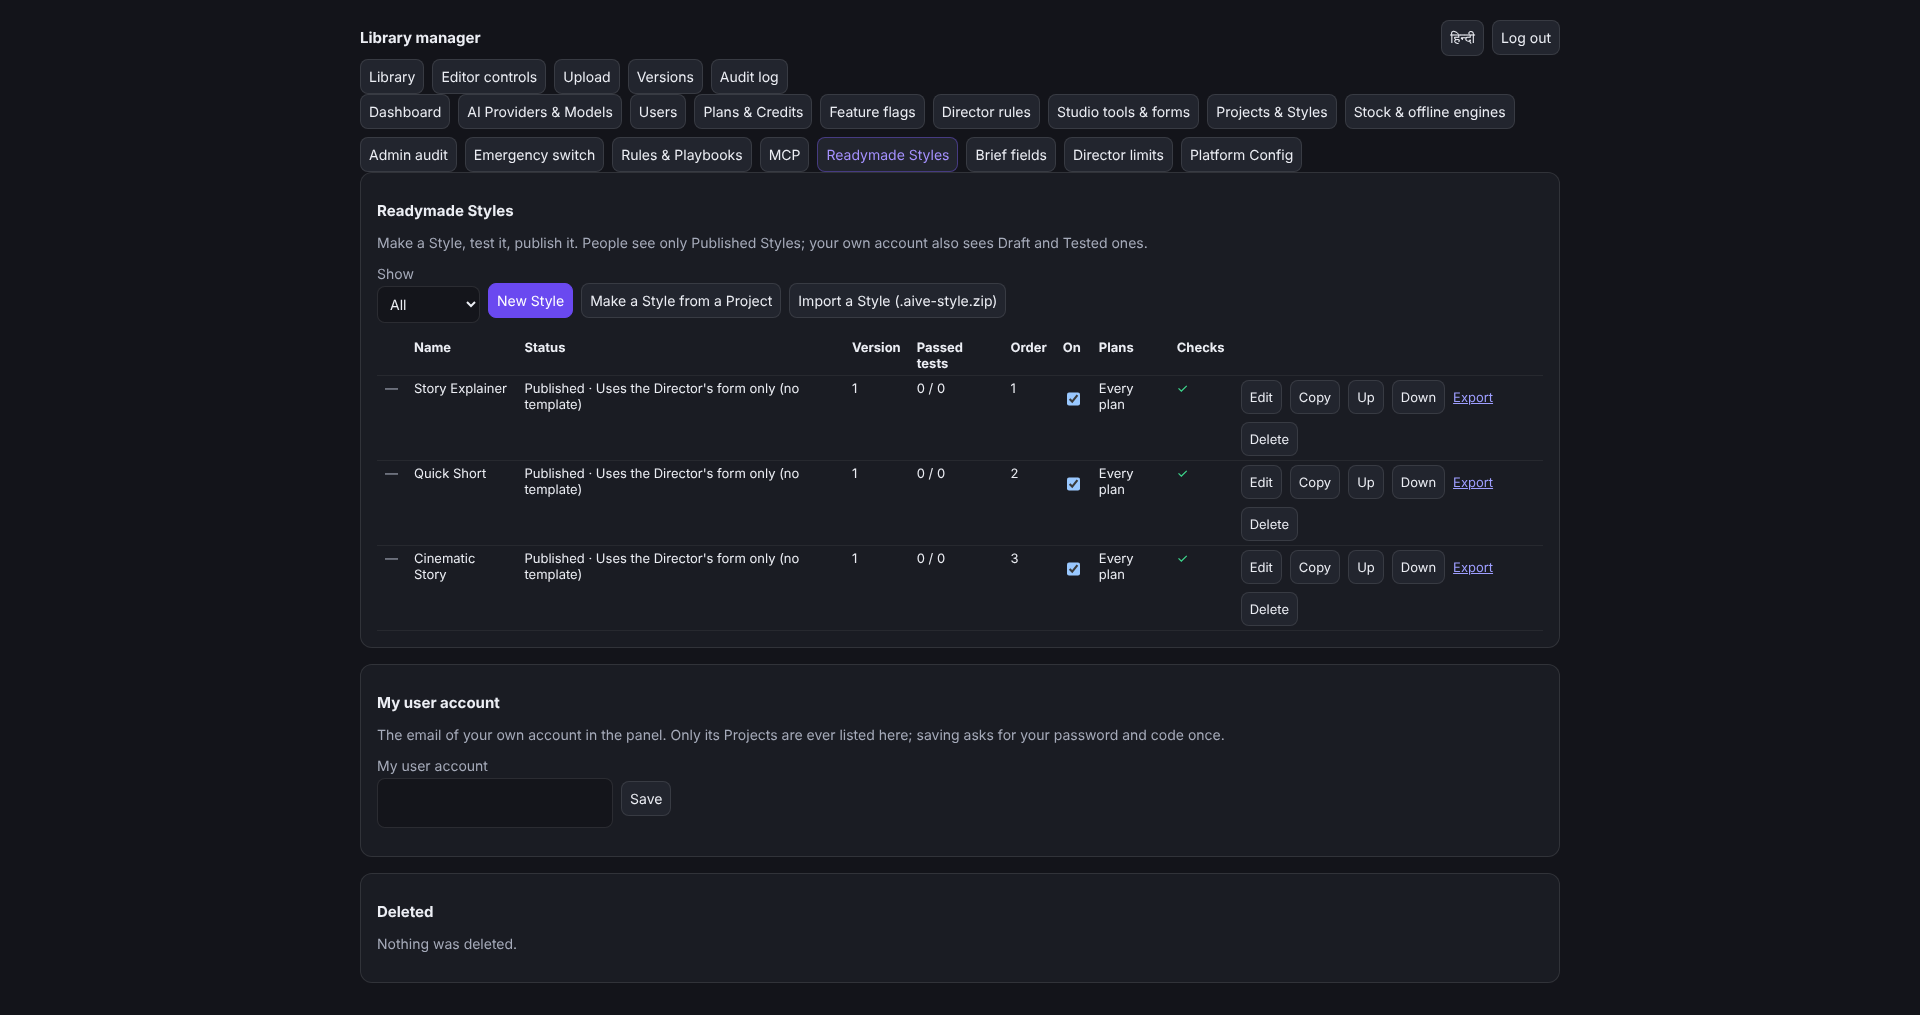 Library manager
हिन्दी
Log out
Library
Editor controls
Upload
Versions
Audit log
Dashboard
AI Providers & Models
Users
Plans & Credits
Feature flags
Director rules
Studio tools & forms
Projects & Styles
Stock & offline engines
Admin audit
Emergency switch
Rules & Playbooks
MCP
Readymade Styles
Brief fields
Director limits
Platform Config
Readymade Styles
Make a Style, test it, publish it. People see only Published Styles; your own account also sees Draft and Tested ones.
Show
All
New Style
Make a Style from a Project
Import a Style (.aive-style.zip)
Name
Status
Version
Passed
tests
Order
On
Plans
Checks
—
Story Explainer
Published · Uses the Director's form only (no
template)
1
0 / 0
1
Every
plan
✓
Edit
Copy
Up
Down
Export
Delete
—
Quick Short
Published · Uses the Director's form only (no
template)
1
0 / 0
2
Every
plan
✓
Edit
Copy
Up
Down
Export
Delete
—
Cinematic
Story
Published · Uses the Director's form only (no
template)
1
0 / 0
3
Every
plan
✓
Edit
Copy
Up
Down
Export
Delete
My user account
The email of your own account in the panel. Only its Projects are ever listed here; saving asks for your password and code once.
My user account
Save
Deleted
Nothing was deleted.